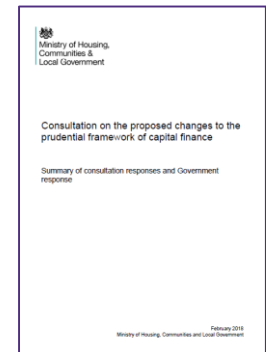 Ministry of Housing,
Communities &
Local Government
Consultation on the proposed changes to the
prudential framework of capital finance
Summary of consultation responses and Government
response
February 2018
Ministry of Housing, Communities and Local Government